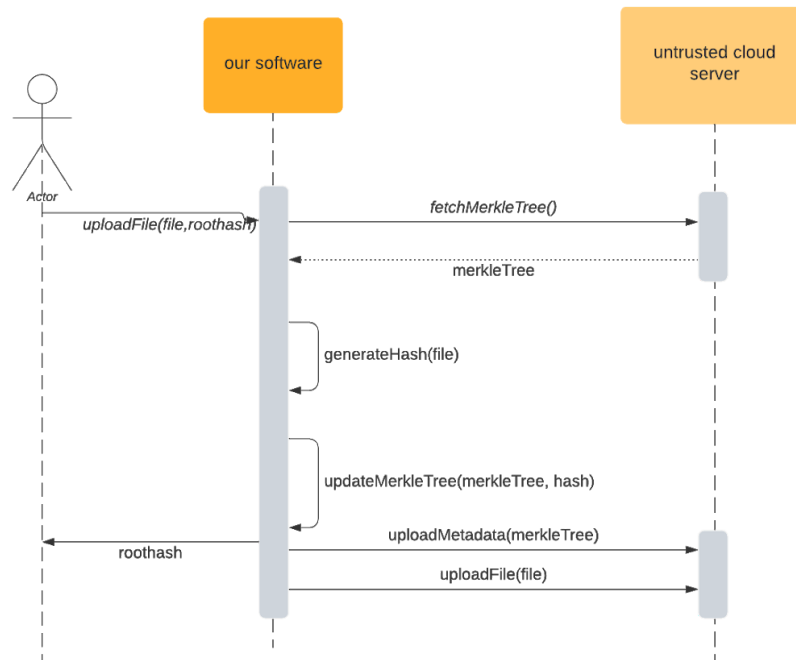 our software
untrusted cloud
server
Actor
uploadFile(file,roothash)
fetchMerkleTree()
merkleTree
generateHash(file)
updateMerkleTree(merkleTree, hash)
roothash
uploadMetadata(merkleTree)
uploadFile(file)